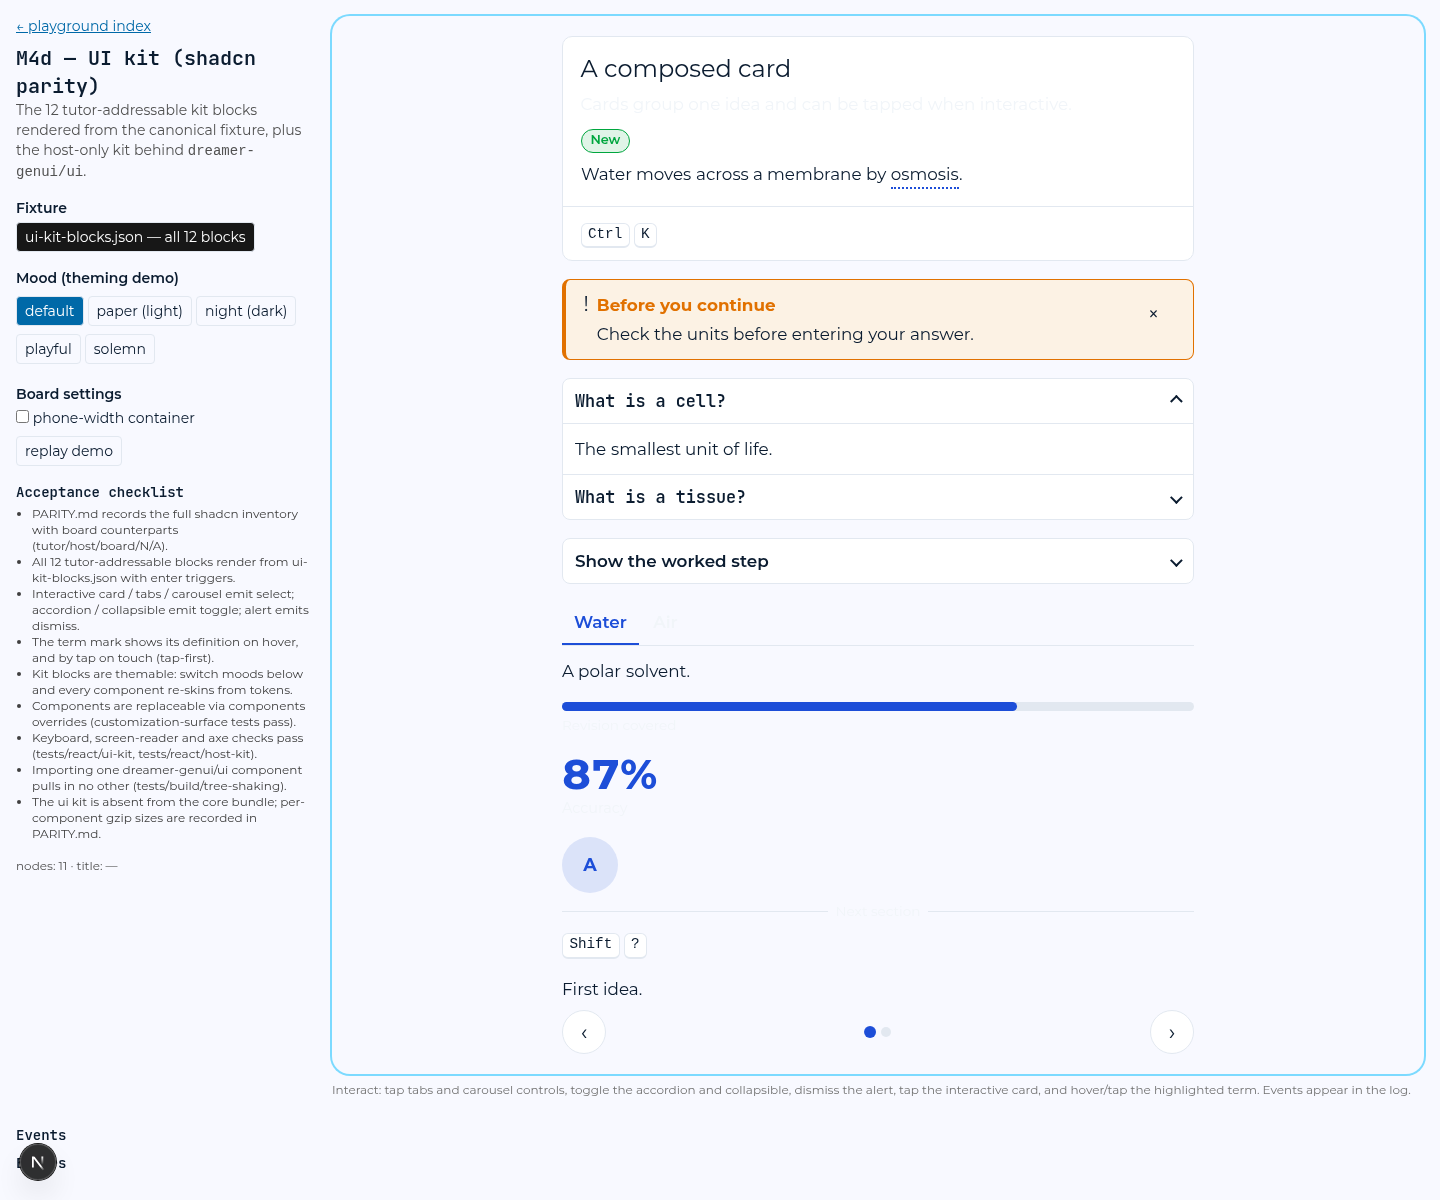 ← playground index
M4d — UI kit (shadcn
parity)
The 12 tutor-addressable kit blocks
rendered from the canonical fixture, plus
the host-only kit behind dreamer-
genui/ui.
Fixture
ui-kit-blocks.json — all 12 blocks
Mood (theming demo)
default paper (light) night (dark)
playful solemn
Board settings
phone-width container
replay demo
Acceptance checklist
• PARITY.md records the full shadcn inventory
with board counterparts
(tutor/host/board/N/A).
• All 12 tutor-addressable blocks render from ui-
kit-blocks.json with enter triggers.
• Interactive card / tabs / carousel emit select;
accordion / collapsible emit toggle; alert emits
dismiss.
• The term mark shows its definition on hover,
and by tap on touch (tap-first).
• Kit blocks are themable: switch moods below
and every component re-skins from tokens.
• Components are replaceable via components
overrides (customization-surface tests pass).
• Keyboard, screen-reader and axe checks pass
(tests/react/ui-kit, tests/react/host-kit).
• Importing one dreamer-genui/ui component
pulls in no other (tests/build/tree-shaking).
• The ui kit is absent from the core bundle; per-
component gzip sizes are recorded in
PARITY.md.
nodes: 11 · title: —
Events
N
A composed card
Cards group one idea and can be tapped when interactive.
New
Water moves across a membrane by osmosis.
Ctrl K
! Before you continue ×
Check the units before entering your answer.
What is a cell?
The smallest unit of life.
What is a tissue?
Show the worked step
Water Air
A polar solvent.
87%
Accuracy
A
Shift ?
First idea.
‹ ›
Interact: tap tabs and carousel controls, toggle the accordion and collapsible, dismiss the alert, tap the interactive card, and hover/tap the highlighted term. Events appear in the log.